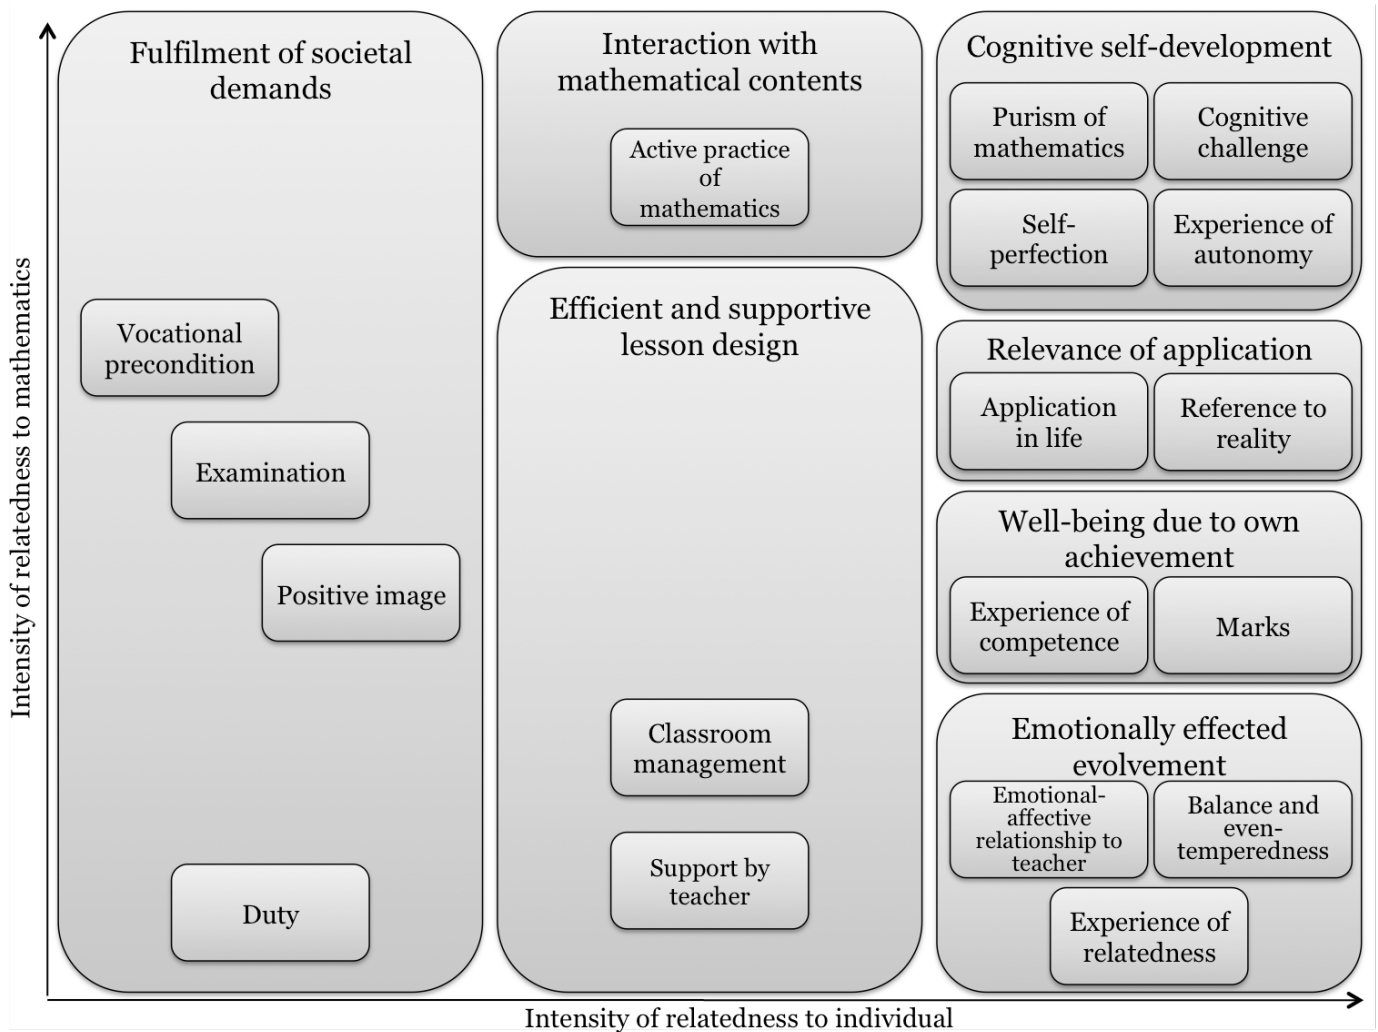 Intensity of relatedness to mathematics
Fulfilment of societal
demands
Vocational
precondition
Examination
Positive image
Duty
Interaction with
mathematical contents
Active practice
of
mathematics
Efficient and supportive
lesson design
Classroom
management
Support by
teacher
Cognitive self-development
Purism of
mathematics
Cognitive
challenge
Self-
perfection
Experience of
autonomy
Relevance of application
Application
in life
Reference to
reality
Well-being due to own
achievement
Experience of
competence
Marks
Emotionally effected
evolvement
Emotional-
affective
relationship to
teacher
Balance and
even-
temperedness
Experience of
relatedness
Intensity of relatedness to individual